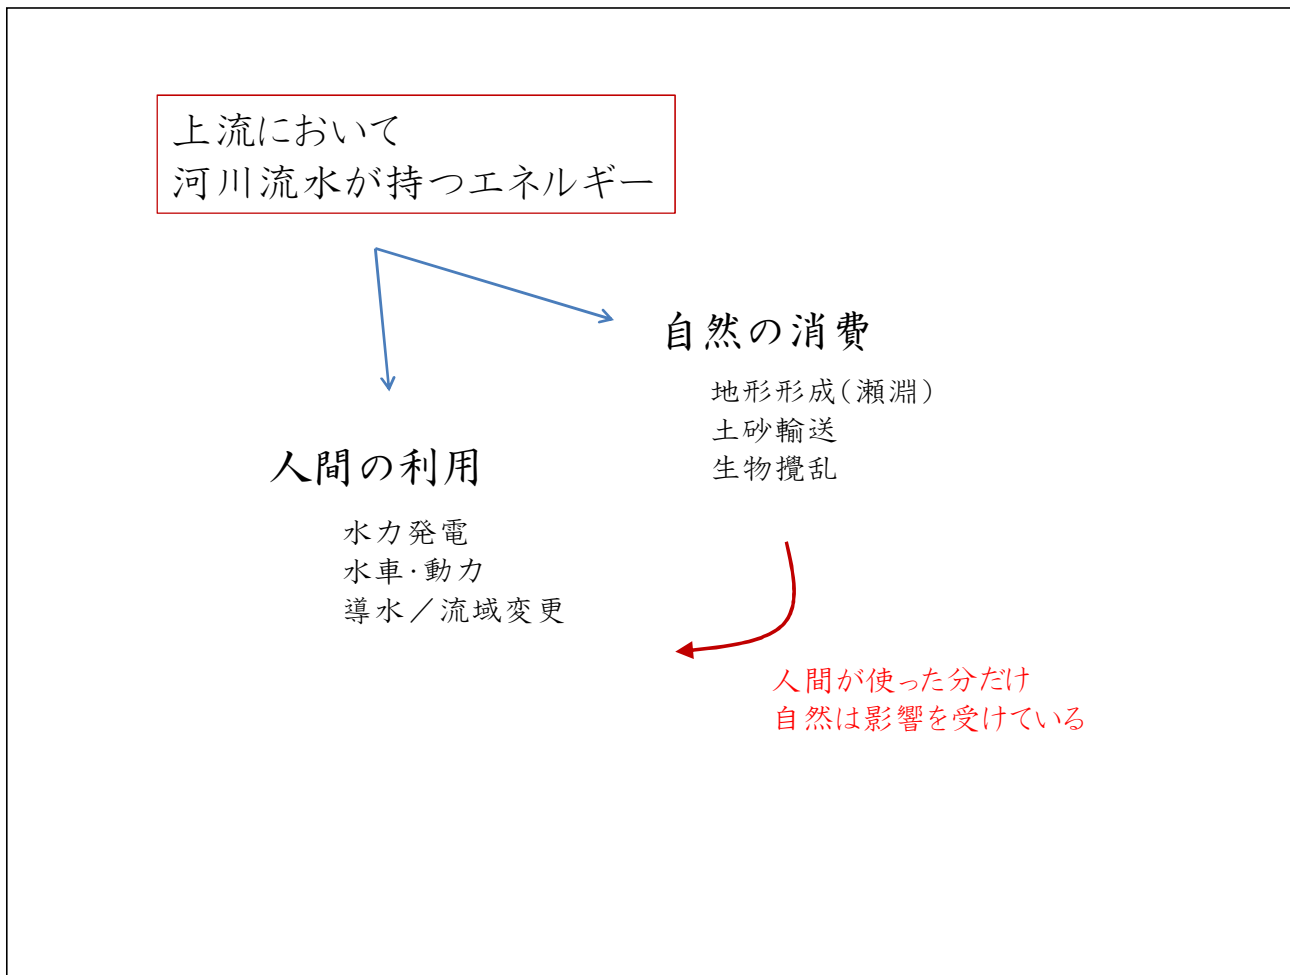 上流において
河川流水が持つエネルギー
自然の消費
地形形成(瀬淵)
土砂輸送
生物攪乱
人間の利用
水力発電
水車・動力
導水／流域変更
人間が使った分だけ
自然は影響を受けている